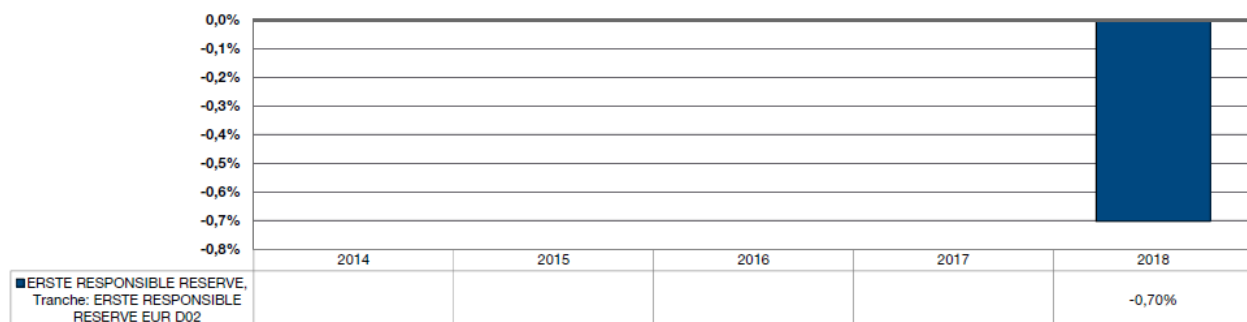 0,0%
-0,1%
-0,2%
-0,3%
-0,4%
-0,5%
-0,6%
-0,7%
-0,8%
2014 2015 2016 2017 2018
ERSTE RESPONSIBLE RESERVE,
Tranche: ERSTE RESPONSIBLE
RESERVE EUR D02
-0,70%